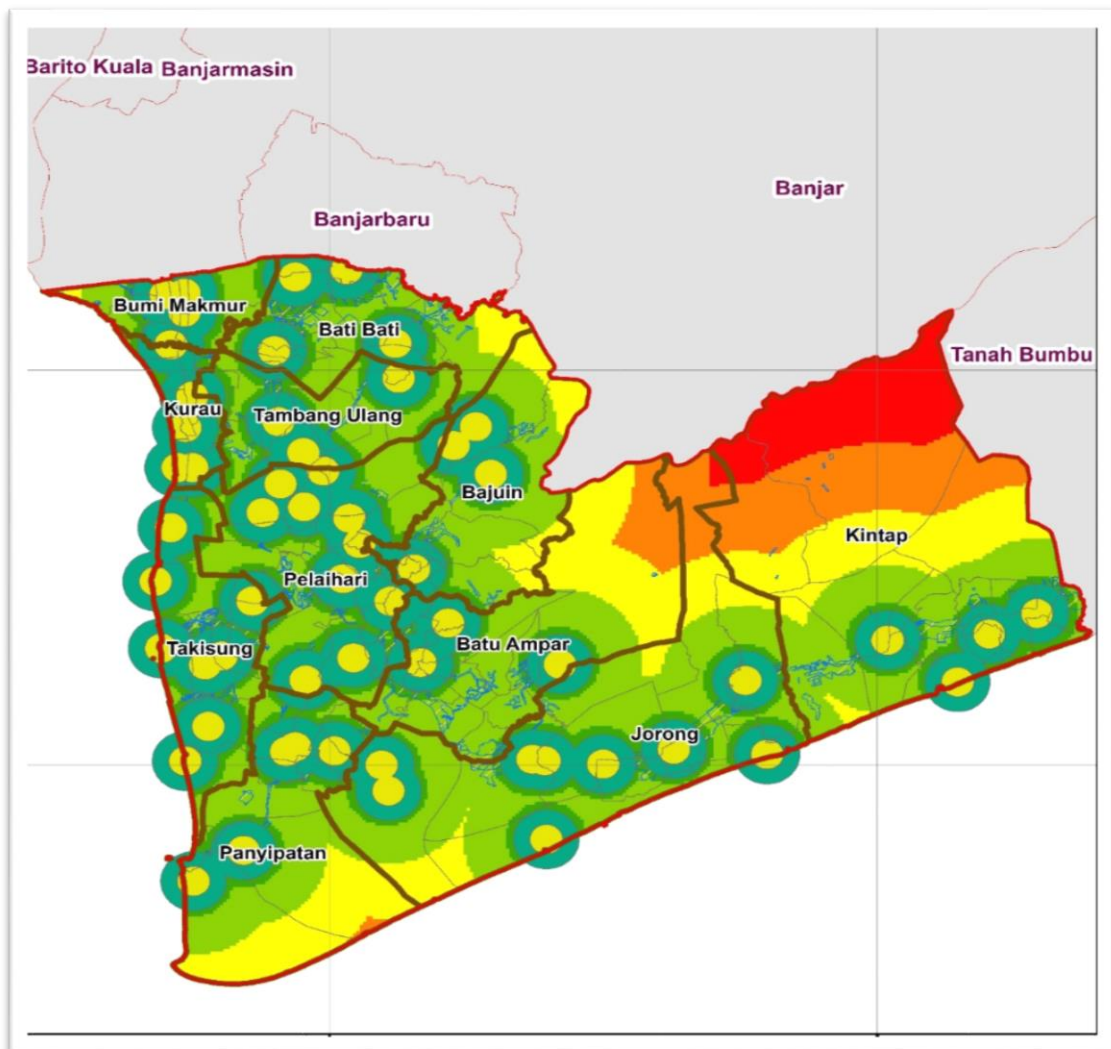 Barito Kuala Banjarmasin
Banjar
Banjarbaru
Bumi Makmur
Bati Bati
Tanah Bumbu
Kurau
Tambang Ulang
Bajuin
Kintap
Pelaihari
Takisung
Batu Ampar
Jorong
Panyipatan